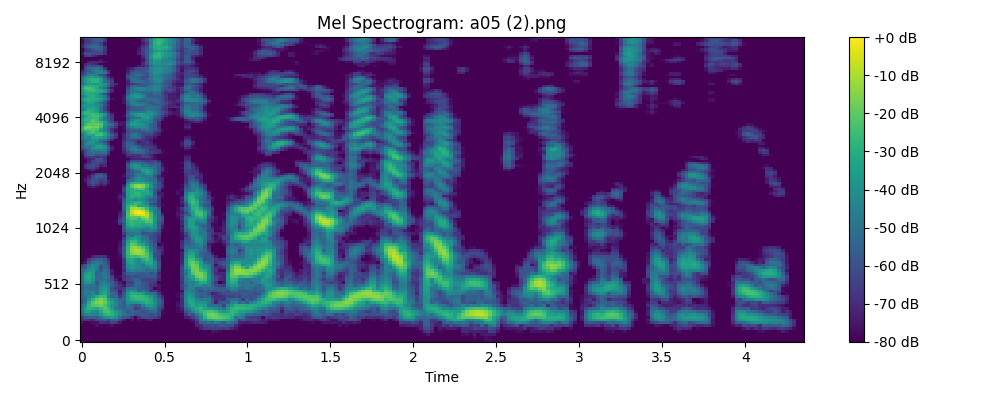 Mel Spectrogram: a05 (2).png
Hz
8192
4096
2048
1024
512
0
0
0.5
1
1.5
2
2.5
3
3.5
4
Time
+0 dB
-10 dB
-20 dB
-30 dB
-40 dB
-50 dB
-60 dB
-70 dB
-80 dB